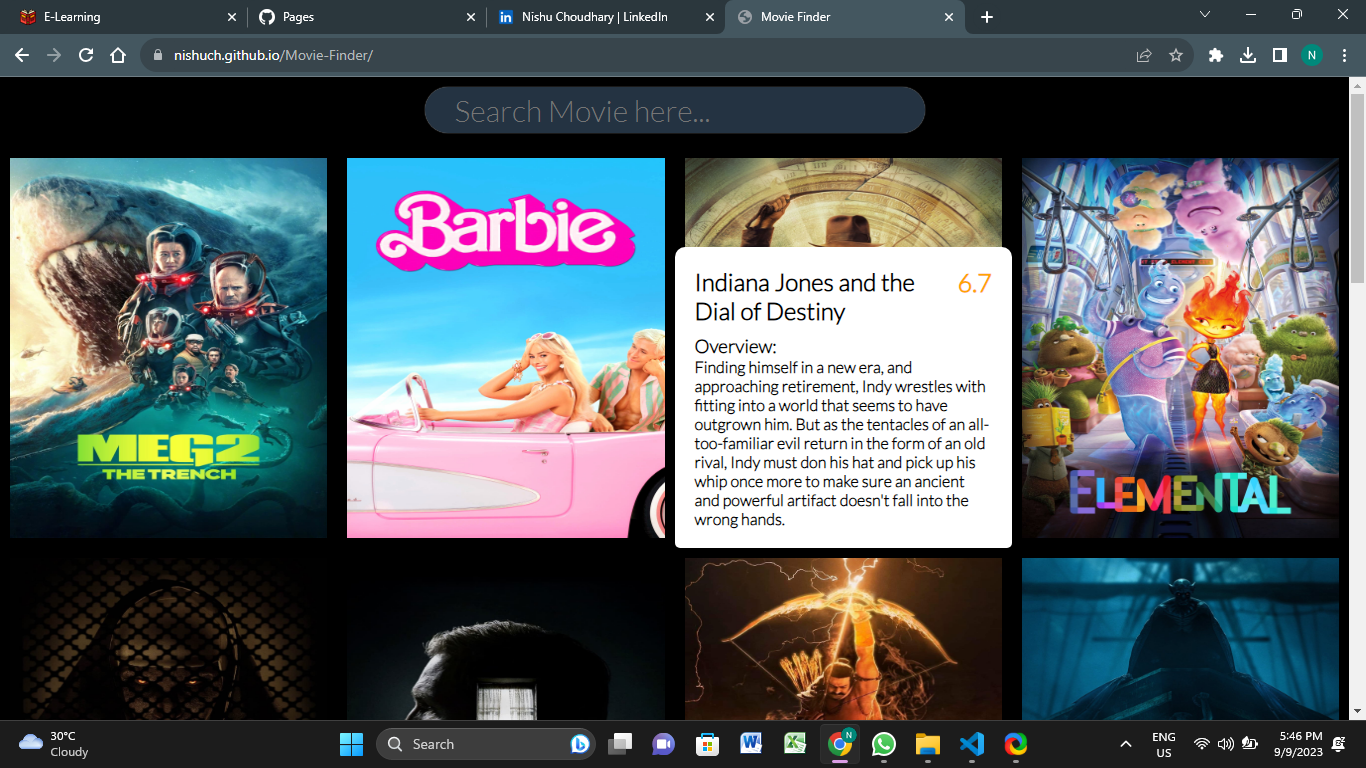 E-Learning
Pages
Nishu Choudhary | LinkedIn
Movie Finder
nishuch.github.io/Movie-Finder/
N
Search Movie here...
Barbie
Indiana Jones and the
Dial of Destiny
6.7
Overview:
Finding himself in a new era, and
approaching retirement, Indy wrestles with
fitting into a world that seems to have
outgrown him. But as the tentacles of an all-
too-familiar evil return in the form of an old
rival, Indy must don his hat and pick up his
whip once more to make sure an ancient
and powerful artifact doesn't fall into the
wrong hands.
MEG2
THE TRENCH
ELEMENTAL
30°C
Cloudy
Search
N
ENG
US
5:46 PM
9/9/2023